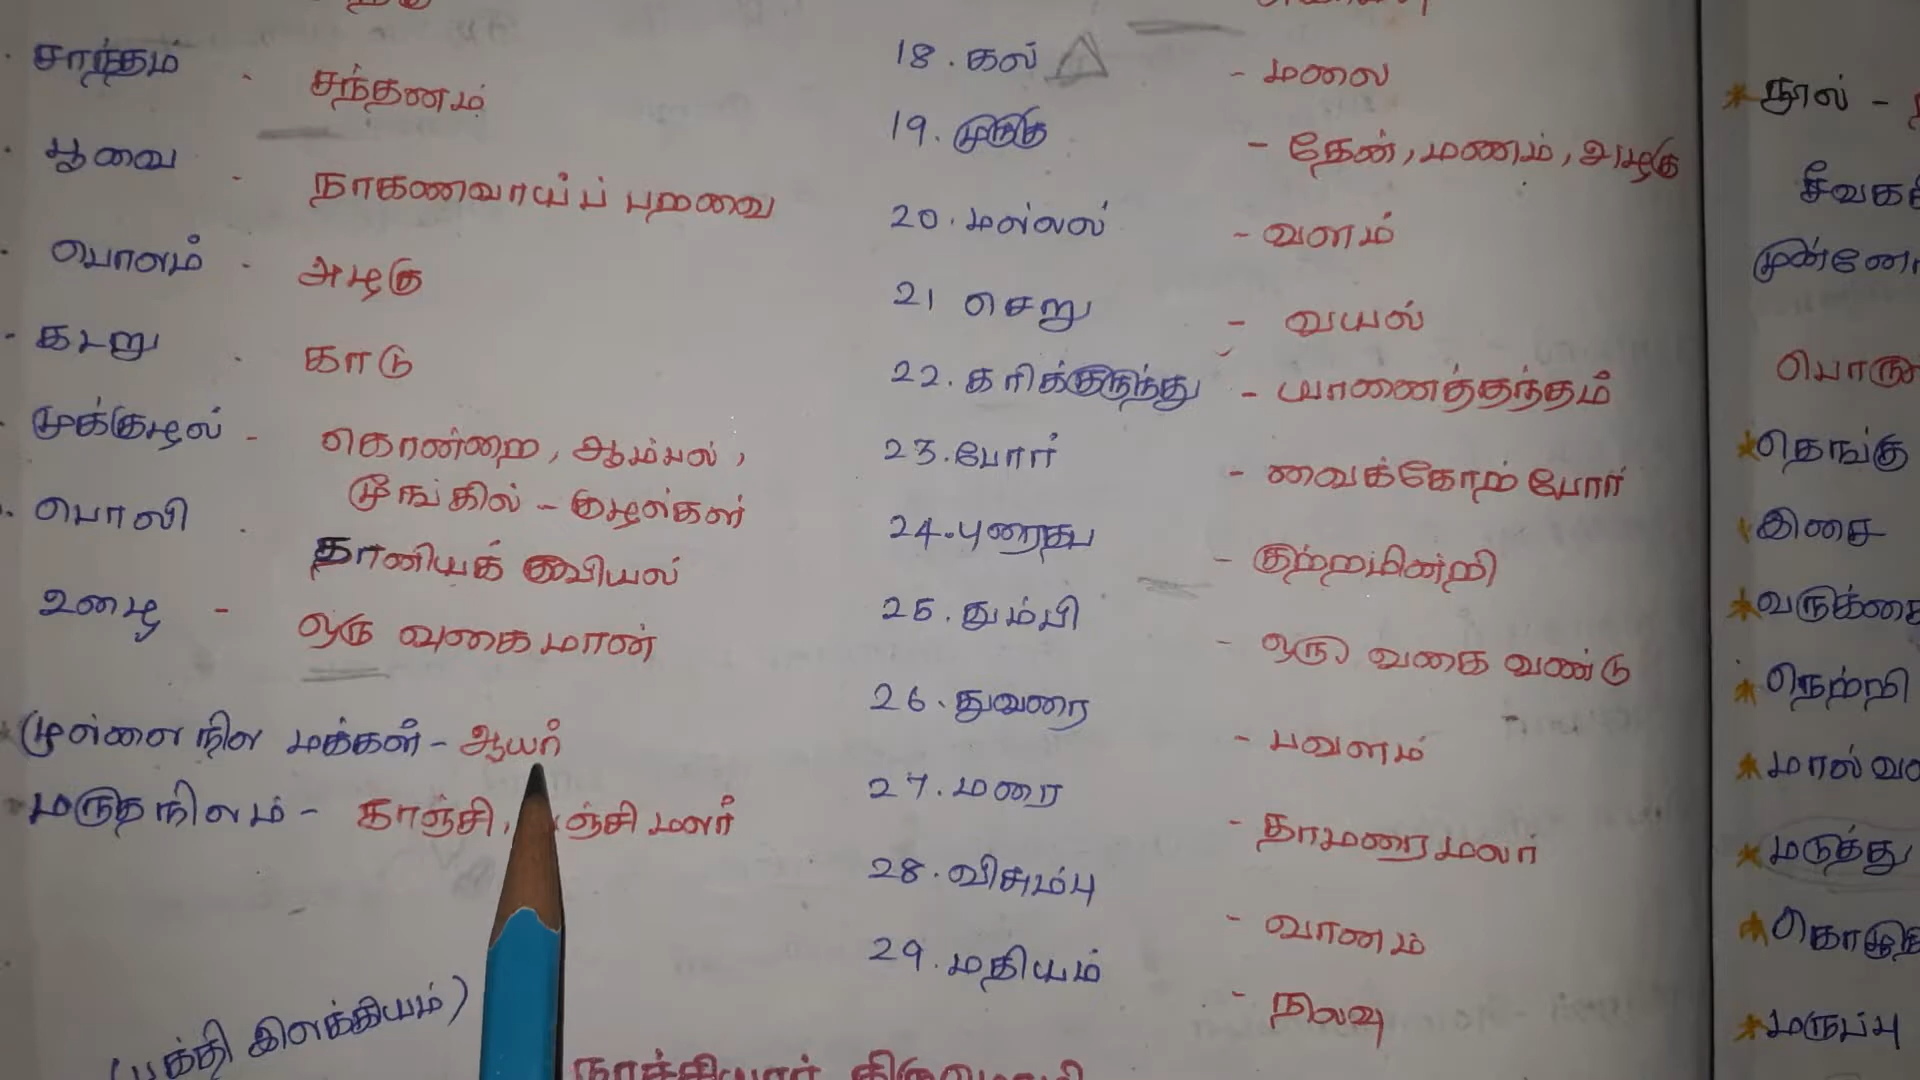 சாந்தம் - சந்தனம்
பூவை - நாகணவாய்ப் பறவை
பொலம் - அழகு
கடறு - காடு
முக்குழல் - கொன்றை, ஆம்பல்,
மூங்கில் - குழல்கள்
பொலி - தானியக் குவியல்
உழை - ஒரு வகை மான்
முல்லை நில மக்கள் - ஆயர்
மருத நிலம் - காஞ்சி, ஞ்சி மலர்
(பக்தி இலக்கியம்)
18. கல் - மலை
19. முருகு - தேன், மணம், அழகு
20. மல்லல் - வளம்
21 செறு - வயல்
22. கரிக்குருந்து - யானைத்தந்தம்
23. போர் - வைக்கோற் போர்
24. புரைதப - குற்றமின்றி
25. தும்பி - ஒரு வகை வண்டு
26. துவரை - பவளம்
27. மரை - தாமரை மலர்
28. விசும்பு - வானம்
29. மதியம் - நிலவு
* நூல் -
சீவக
முன்னோ
பொரு
* தெங்கு
* இசை
* வருக்கை
* நெற்றி
* மால் வ
* மடுத்து
* கொழு
* மருப்பு